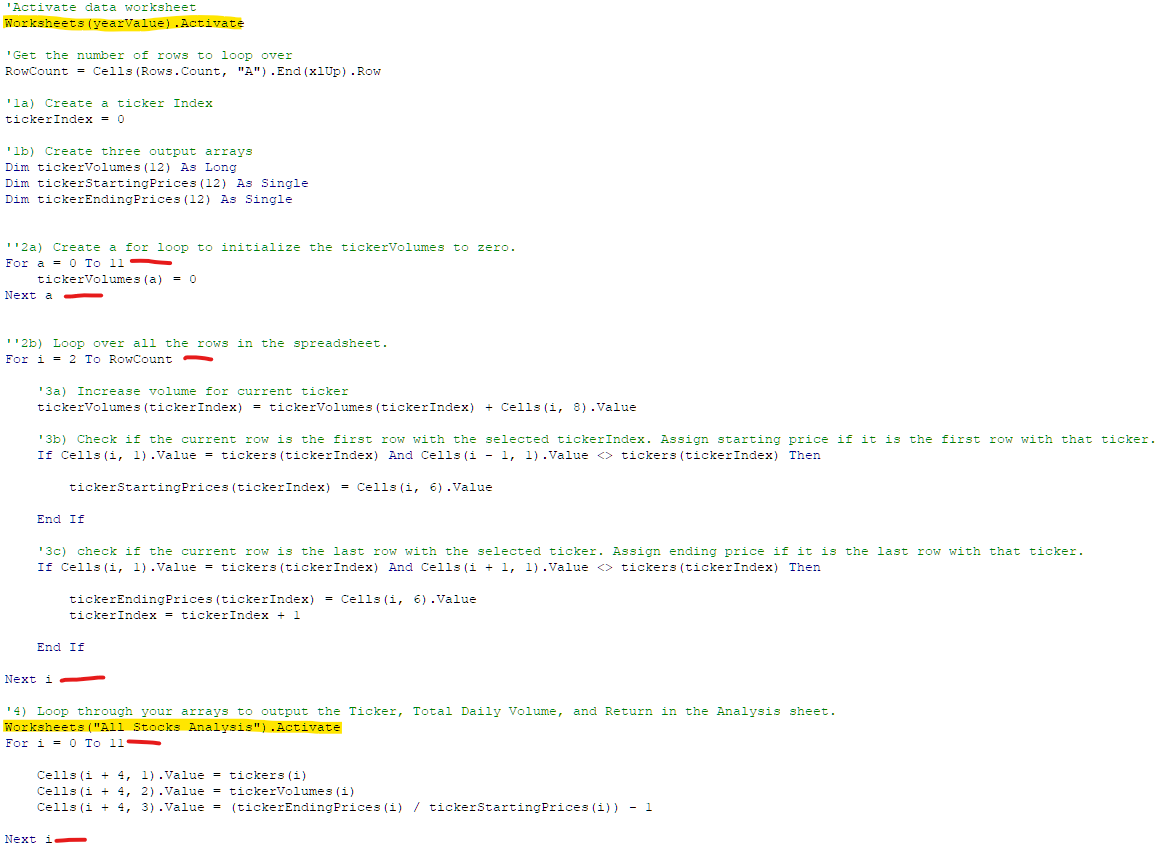 'Activate data worksheet
Worksheets(yearValue).Activate
'Get the number of rows to loop over
RowCount = Cells(Rows.Count, "A").End(xlUp).Row
'1a) Create a ticker Index
tickerIndex = 0
'1b) Create three output arrays
Dim tickerVolumes(12) As Long
Dim tickerStartingPrices(12) As Single
Dim tickerEndingPrices(12) As Single
''2a) Create a for loop to initialize the tickerVolumes to zero.
For a = 0 To 11
    tickerVolumes(a) = 0
Next a
''2b) Loop over all the rows in the spreadsheet.
For i = 2 To RowCount
    '3a) Increase volume for current ticker
    tickerVolumes(tickerIndex) = tickerVolumes(tickerIndex) + Cells(i, 8).Value
    '3b) Check if the current row is the first row with the selected tickerIndex. Assign starting price if it is the first row with that ticker.
    If Cells(i, 1).Value = tickers(tickerIndex) And Cells(i - 1, 1).Value <> tickers(tickerIndex) Then
        tickerStartingPrices(tickerIndex) = Cells(i, 6).Value
    End If
    '3c) check if the current row is the last row with the selected ticker. Assign ending price if it is the last row with that ticker.
    If Cells(i, 1).Value = tickers(tickerIndex) And Cells(i + 1, 1).Value <> tickers(tickerIndex) Then
        tickerEndingPrices(tickerIndex) = Cells(i, 6).Value
        tickerIndex = tickerIndex + 1
    End If
Next i
'4) Loop through your arrays to output the Ticker, Total Daily Volume, and Return in the Analysis sheet.
Worksheets("All Stocks Analysis").Activate
For i = 0 To 11
    Cells(i + 4, 1).Value = tickers(i)
    Cells(i + 4, 2).Value = tickerVolumes(i)
    Cells(i + 4, 3).Value = (tickerEndingPrices(i) / tickerStartingPrices(i)) - 1
Next i